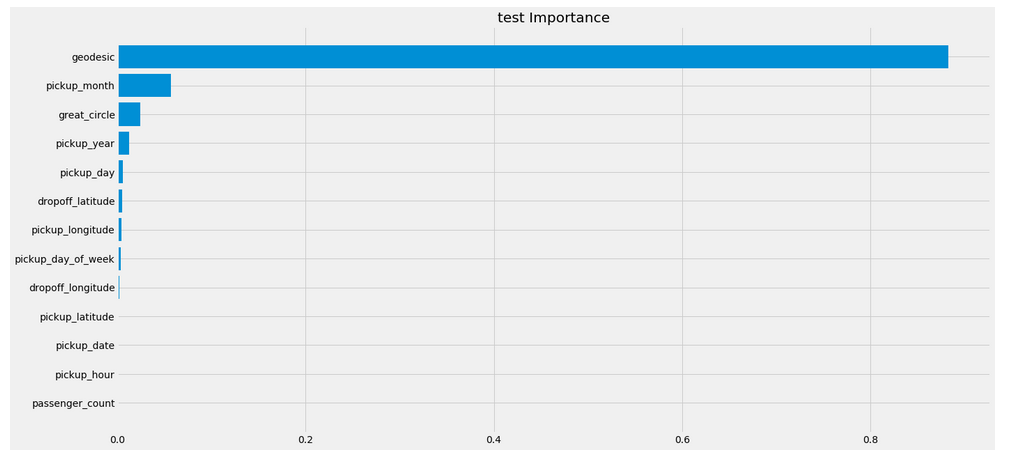 test Importance
geodesic
pickup_month
great_circle
pickup_year
pickup_day
dropoff_latitude
pickup_longitude
pickup_day_of_week
dropoff_longitude
pickup_latitude
pickup_date
pickup_hour
passenger_count
0.0 0.2 0.4 0.6 0.8